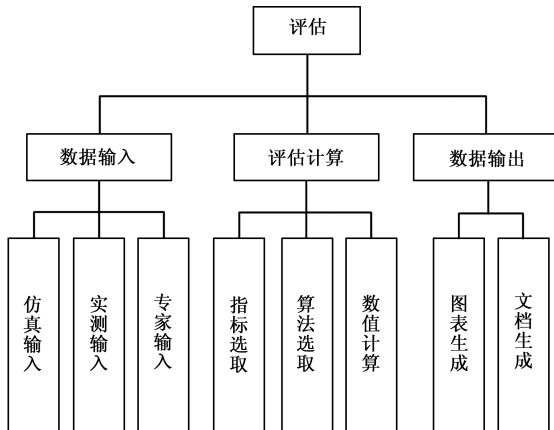 评估
数据输入
评估计算
数据输出
仿真输入
实测输入
专家输入
指标选取
算法选取
数值计算
图表生成
文档生成